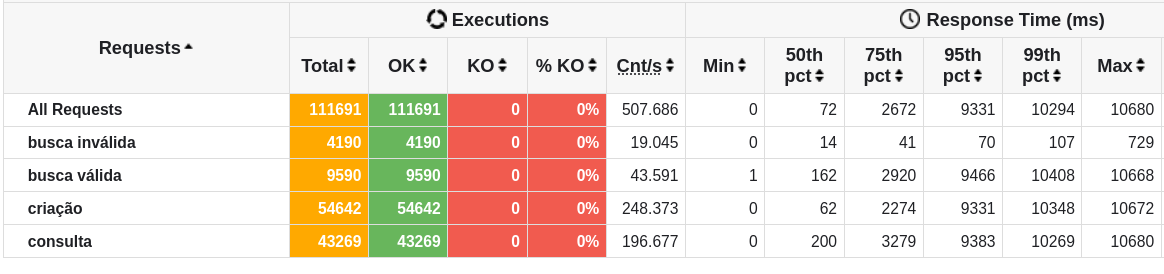 Requests Executions Response Time (ms)
Total OK KO % KO Cnt/s Min 50th pct 75th pct 95th pct 99th pct Max
All Requests 111691 111691 0 0% 507.686 0 72 2672 9331 10294 10680
busca inválida 4190 4190 0 0% 19.045 0 14 41 70 107 729
busca válida 9590 9590 0 0% 43.591 1 162 2920 9466 10408 10668
criação 54642 54642 0 0% 248.373 0 62 2274 9331 10348 10672
consulta 43269 43269 0 0% 196.677 0 200 3279 9383 10269 10680